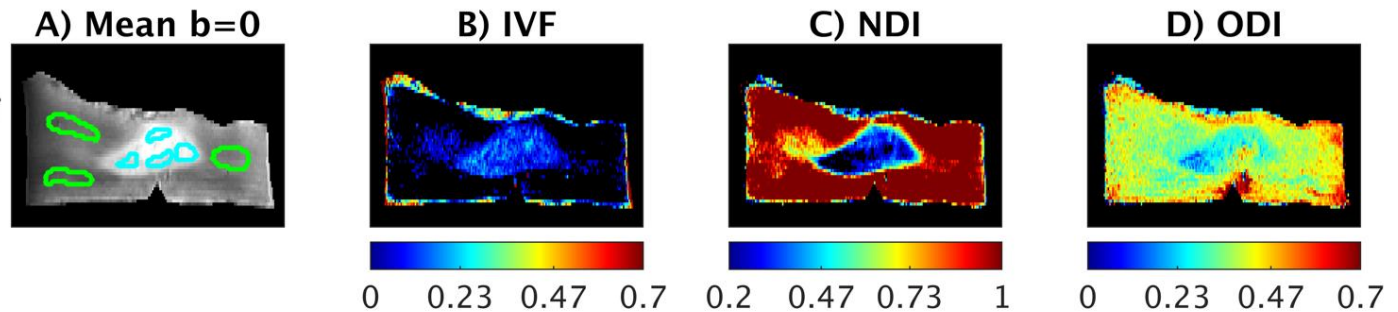 A) Mean b=0
B) IVF
C) NDI
D) ODI
0 0.23 0.47 0.7
0.2 0.47 0.73 1
0 0.23 0.47 0.7